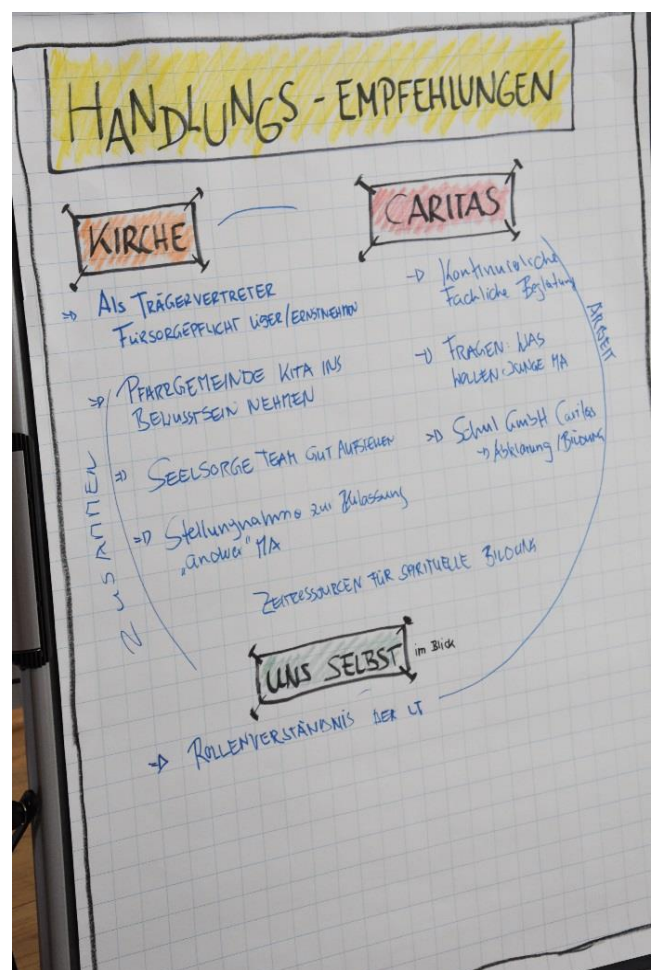 HANDLUNGS - EMPFEHLUNGEN
KIRCHE
⇒ ALS TRÄGERVERTRETER
FÜRSORGEPFLICHT /ERNSTNEHMEN
⇒ PFARRGEMEINDE KITA INS
BEWUSSTSEIN NEHMEN
⇒ SEELSORGE TEAM GUT AUFSTELLEN
⇒ Stellungnahme zur Zulassung
„andrer" MA
CARITAS
⇒ Kontinuierliche
Fachliche Begleitung
⇒ FRAGEN: WAS
WOLLEN JUNGE MA
⇒ Schul GmbH Caritas
⇒ Abklärung /Bildung
ZUSAMMEN
ARBEIT
ZEITRESSOURCEN FÜR SPIRITUELLE BILDUNG
UNS SELBST im Blick
⇒ ROLLENVERSTÄNDNIS DER LT